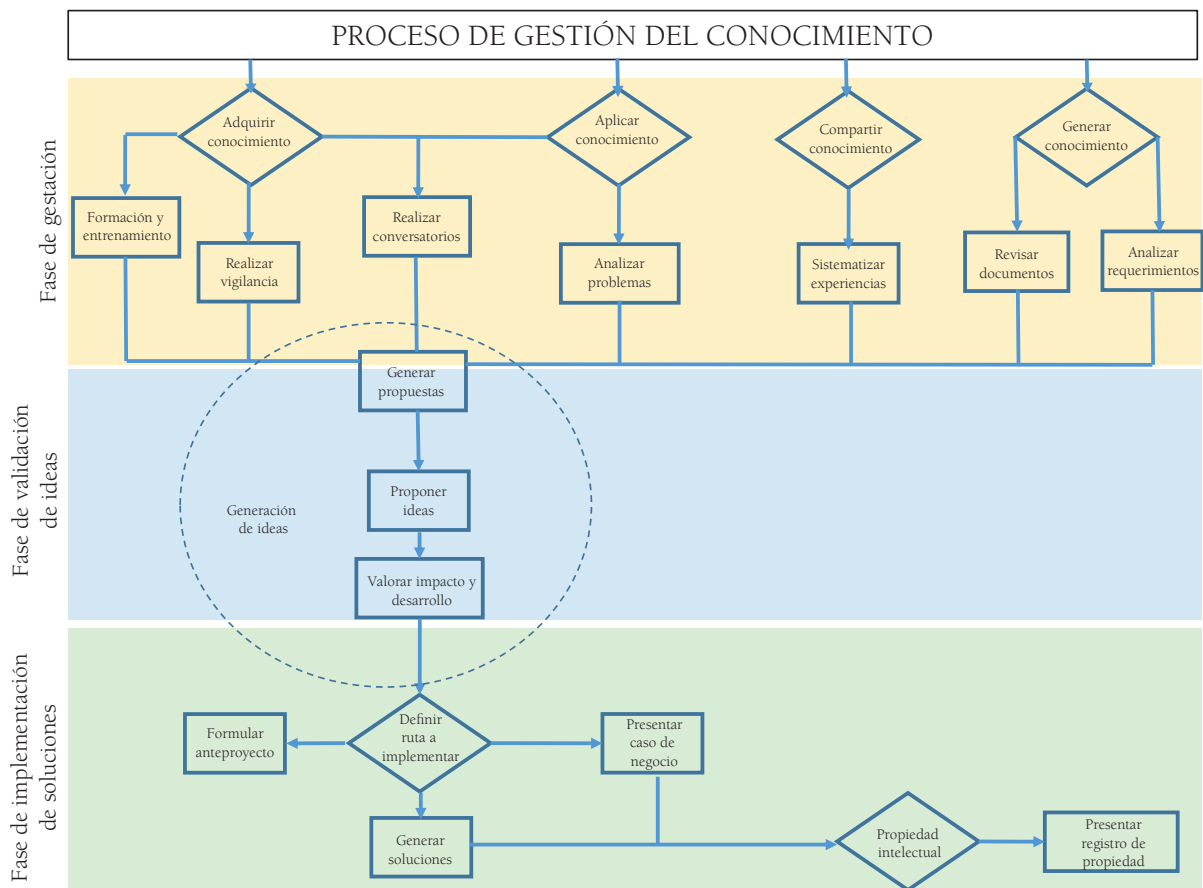 PROCESO DE GESTIÓN DEL CONOCIMIENTO
Fase de gestación
Adquirir
conocimiento
Aplicar
conocimiento
Compartir
conocimiento
Generar
conocimiento
Formación y
entrenamiento
Realizar
vigilancia
Realizar
conversatorios
Analizar
problemas
Sistematizar
experiencias
Revisar
documentos
Analizar
requerimientos
Fase de validación
de ideas
Generar
propuestas
Generación
de ideas
Proponer
ideas
Valorar impacto y
desarrollo
Fase de implementación
de soluciones
Formular
anteproyecto
Definir
ruta a
implementar
Presentar
caso de
negocio
Generar
soluciones
Propiedad
intelectual
Presentar
registro de
propiedad